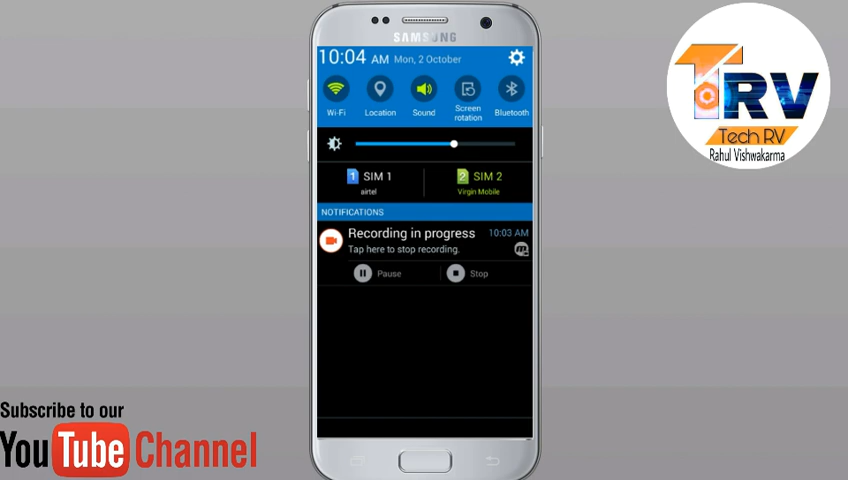 SAMSUNG
10:04 AM Mon, 2 October
Wi-Fi
Location
Sound
Screen
rotation
Bluetooth
1 SIM 1
airtel
2 SIM 2
Virgin Mobile
NOTIFICATIONS
Recording in progress 10:03 AM
Tap here to stop recording.
Pause
Stop
TRV
Tech RV
Rahul Vishwakarma
Subscribe to our
YouTube Channel